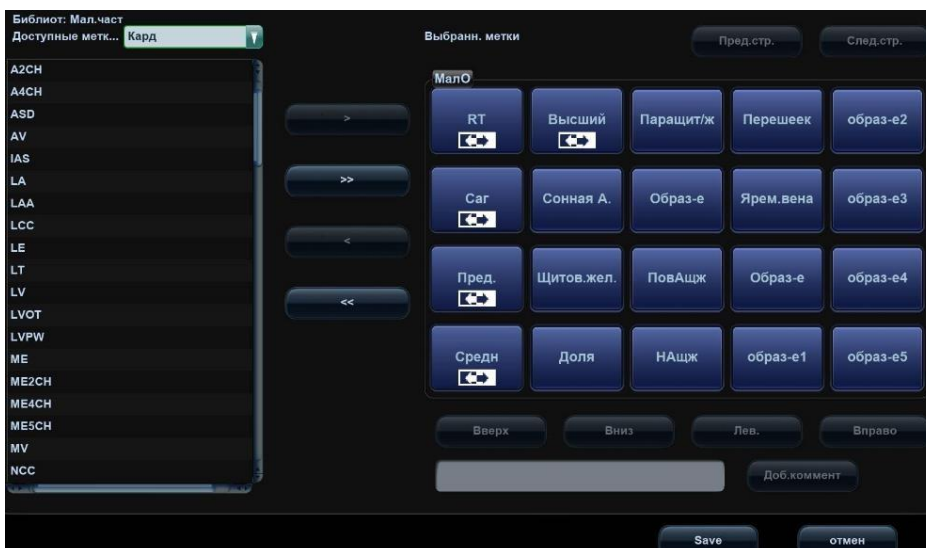 Библиот: Мал.част
Доступные метк... Кард
Выбранн. метки
Пред.стр.
След.стр.
A2CH
A4CH
ASD
AV
IAS
LA
LAA
LCC
LE
LT
LV
LVOT
LVPW
ME
ME2CH
ME4CH
ME5CH
MV
NCC
>
>>
<
<<
МалО
RT Высший Паращит/ж Перешеек образ-е2
Саг Сонная А. Образ-е Ярем.вена образ-е3
Пред. Щитов.жел. ПовАщж Образ-е образ-е4
Средн Доля НАщж образ-е1 образ-е5
Вверх Вниз Лев. Вправо
Доб.коммент
Save отмен